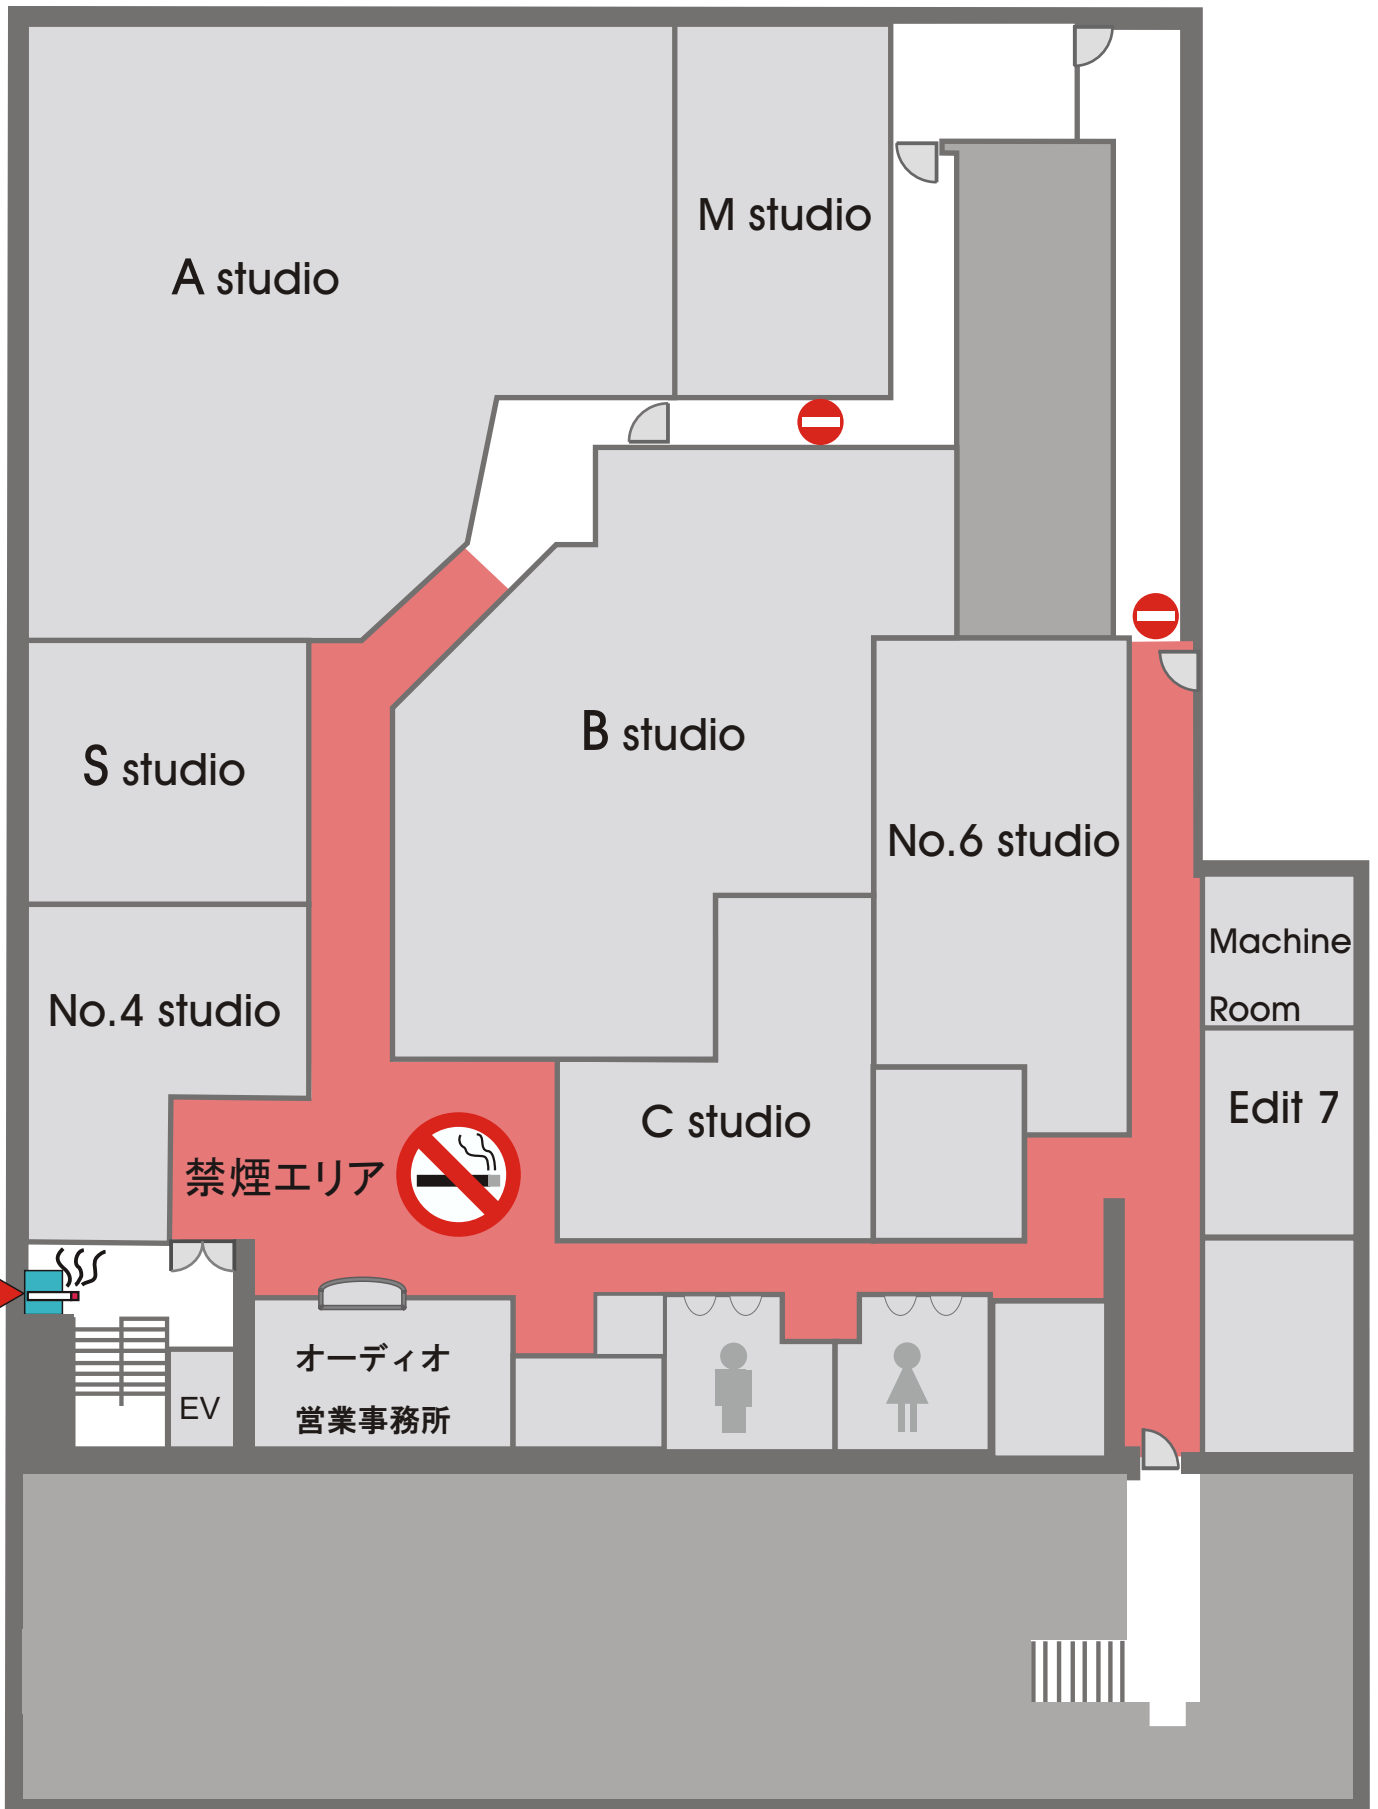 M studio
A studio
B studio
S studio
No.6 studio
Machine
Room
No.4 studio
Edit 7
C studio
禁煙エリア
オーディオ
営業事務所
EV